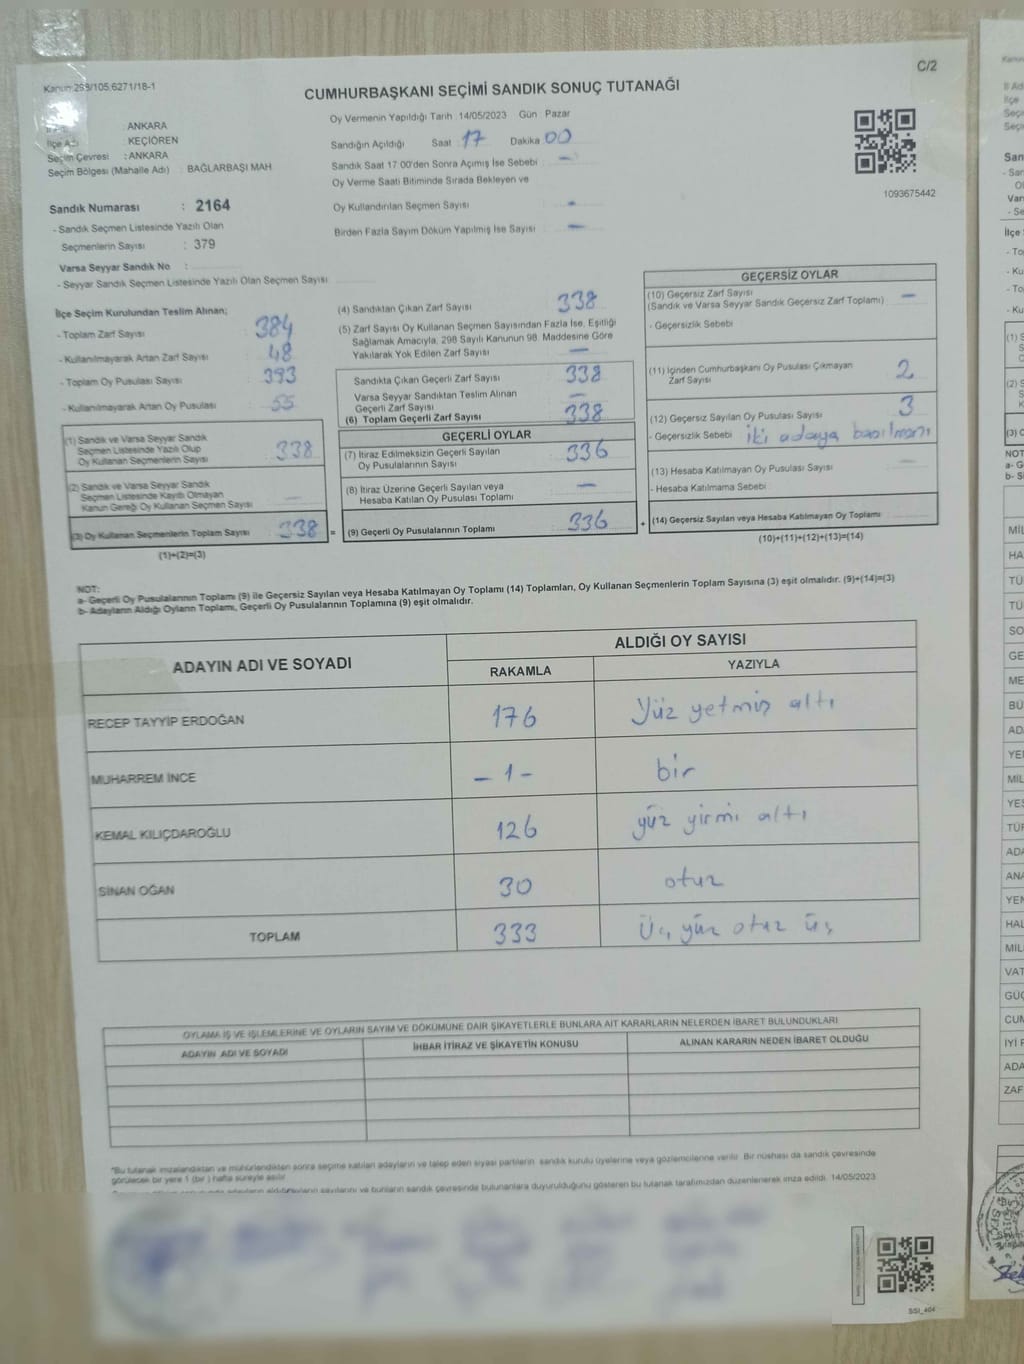 C/2
Kanun:298/105.6271/18-1
CUMHURBAŞKANI SEÇİMİ SANDIK SONUÇ TUTANAĞI
: ANKARA
İlçe Adı : KEÇİÖREN
Seçim Çevresi : ANKARA
Seçim Bölgesi (Mahalle Adı) : BAĞLARBAŞI MAH
Sandık Numarası : 2164
- Sandık Seçmen Listesinde Yazılı Olan
Seçmenlerin Sayısı : 379
Varsa Seyyar Sandık No :
- Seyyar Sandık Seçmen Listesinde Yazılı Olan Seçmen Sayısı
Oy Vermenin Yapıldığı Tarih 14/05/2023 Gün Pazar
Sandığın Açıldığı Saat : 17 Dakika 00
Sandık Saat 17:00'den Sonra Açımış İse Sebebi : -
Oy Verme Saati Bitiminde Sırada Bekleyen ve
Oy Kullandırılan Seçmen Sayısı : -
Birden Fazla Sayım Döküm Yapılmış İse Sayısı : -
1093675442
İlçe Seçim Kurulundan Teslim Alınan;
- Toplam Zarf Sayısı 384
- Kullanılmayarak Artan Zarf Sayısı 48
- Toplam Oy Pusulası Sayısı 393
- Kullanılmayarak Artan Oy Pusulası 55
(1) Sandık ve Varsa Seyyar Sandık
Seçmen Listesinde Yazılı Olup
Oy Kullanan Seçmenlerin Sayısı 338
(2) Sandık ve Varsa Seyyar Sandık
Seçmen Listesinde Kayıtlı Olmayan
Kanun Gereği Oy Kullanan Seçmen Sayısı -
(3) Oy Kullanan Seçmenlerin Toplam Sayısı 338 =
(1)+(2)=(3)
(4) Sandıktan Çıkan Zarf Sayısı 338
(5) Zarf Sayısı Oy Kullanan Seçmen Sayısından Fazla İse, Eşitliği
Sağlamak Amacıyla, 298 Sayılı Kanunun 98. Maddesine Göre
Yakılarak Yok Edilen Zarf Sayısı -
Sandıkta Çıkan Geçerli Zarf Sayısı 338
Varsa Seyyar Sandıktan Teslim Alınan
Geçerli Zarf Sayısı -
(6) Toplam Geçerli Zarf Sayısı 338
GEÇERLİ OYLAR
(7) İtiraz Edilmeksizin Geçerli Sayılan
Oy Pusulalarının Sayısı 336
(8) İtiraz Üzerine Geçerli Sayılan veya
Hesaba Katılan Oy Pusulası Toplamı -
(9) Geçerli Oy Pusulalarının Toplamı 336 +
GEÇERSİZ OYLAR
(10) Geçersiz Zarf Sayısı
(Sandık ve Varsa Seyyar Sandık Geçersiz Zarf Toplamı) -
- Geçersizlik Sebebi
(11) İçinden Cumhurbaşkanı Oy Pusulası Çıkmayan
Zarf Sayısı 2
(12) Geçersiz Sayılan Oy Pusulası Sayısı 3
- Geçersizlik Sebebi iki adaya basılması
(13) Hesaba Katılmayan Oy Pusulası Sayısı -
- Hesaba Katılmama Sebebi
(14) Geçersiz Sayılan veya Hesaba Katılmayan Oy Toplamı
(10)+(11)+(12)+(13)=(14)
NOT:
a- Geçerli Oy Pusulalarının Toplamı (9) ile Geçersiz Sayılan veya Hesaba Katılmayan Oy Toplamı (14) Toplamları, Oy Kullanan Seçmenlerin Toplam Sayısına (3) eşit olmalıdır. (9)+(14)=(3)
b- Adayların Aldığı Oyların Toplamı, Geçerli Oy Pusulalarının Toplamına (9) eşit olmalıdır.
ADAYIN ADI VE SOYADI
ALDIĞI OY SAYISI
RAKAMLA YAZIYLA
RECEP TAYYİP ERDOĞAN 176 Yüz yetmiş altı
MUHARREM İNCE - 1 - bir
KEMAL KILIÇDAROĞLU 126 yüz yirmi altı
SİNAN OĞAN 30 otuz
TOPLAM 333 Üç yüz otuz üç
OYLAMA İŞ VE İŞLEMLERİNE VE OYLARIN SAYIM VE DÖKÜMÜNE DAİR ŞİKAYETLERLE BUNLARA AİT KARARLARIN NELERDEN İBARET BULUNDUKLARI
ADAYIN ADI VE SOYADI İHBAR İTİRAZ VE ŞİKAYETİN KONUSU ALINAN KARARIN NEDEN İBARET OLDUĞU
*Bu tutanak imzalandıktan ve mühürlendikten sonra seçime katılan adayların ve talep eden siyasi partilerin sandık kurulu üyelerine veya gözlemcilerine verilir. Bir nüshası da sandık çevresinde
görülecek bir yere 1 (bir) hafta süreyle asılır.
aldığı oyların sayılarını ve bunların sandık çevresinde bulunanlara duyurulduğunu gösteren bu tutanak tarafımızdan düzenlenerek imza edildi. 14/05/2023
SSI_404